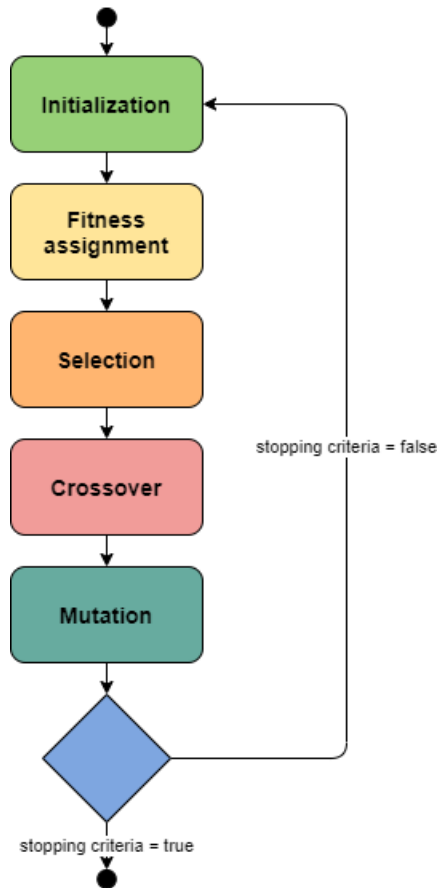 Initialization
Fitness
assignment
Selection
stopping criteria = false
Crossover
Mutation
stopping criteria = true